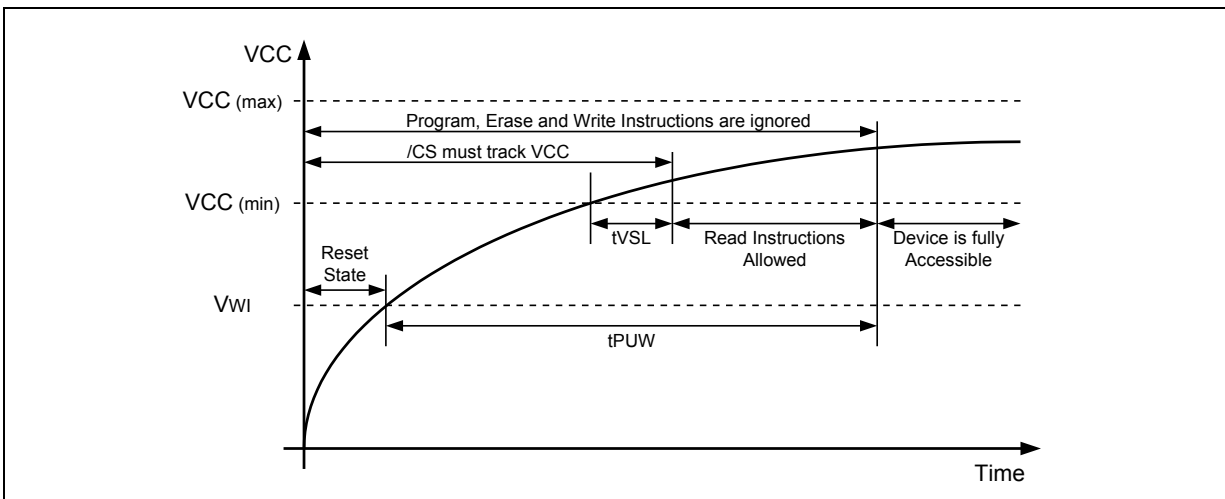 VCC
VCC (max)
Program, Erase and Write Instructions are ignored
/CS must track VCC
VCC (min)
tVSL
Read Instructions
Allowed
Device is fully
Accessible
Reset
State
VWI
tPUW
Time